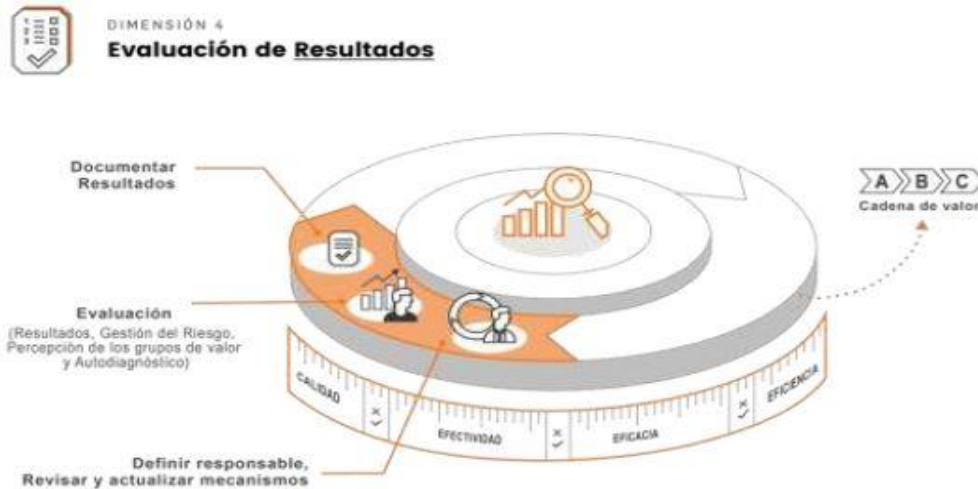 DIMENSIÓN 4
Evaluación de Resultados
Documentar
Resultados
A B C
Cadena de valor
Evaluación
(Resultados, Gestión del Riesgo,
Percepción de los grupos de valor
y Autodiagnóstico)
CALIDAD
EFECTIVIDAD
EFICACIA
EFICIENCIA
Definir responsable,
Revisar y actualizar mecanismos